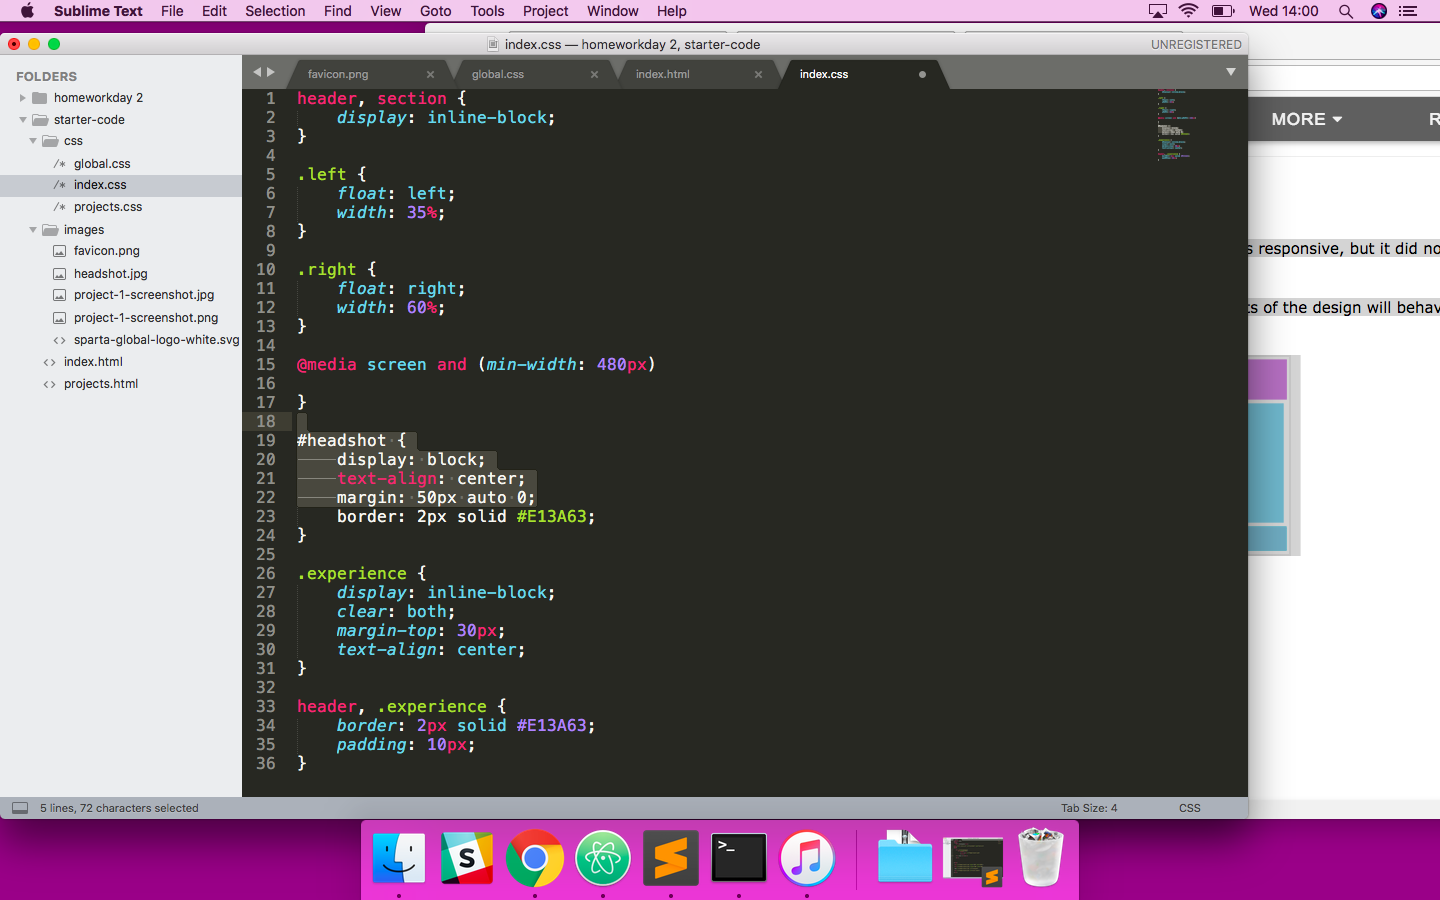 Sublime Text File Edit Selection Find View Goto Tools Project Window Help Wed 14:00
index.css — homeworkday 2, starter-code UNREGISTERED
FOLDERS
homeworkday 2
starter-code
css
/* global.css
/* index.css
/* projects.css
images
favicon.png
headshot.jpg
project-1-screenshot.jpg
project-1-screenshot.png
<> sparta-global-logo-white.svg
<> index.html
<> projects.html
favicon.png × global.css × index.html × index.css
1 header, section {
2 display: inline-block;
3 }
4
5 .left {
6 float: left;
7 width: 35%;
8 }
9
10 .right {
11 float: right;
12 width: 60%;
13 }
14
15 @media screen and (min-width: 480px)
16
17 }
18
19 #headshot {
20 display: block;
21 text-align: center;
22 margin: 50px auto 0;
23 border: 2px solid #E13A63;
24 }
25
26 .experience {
27 display: inline-block;
28 clear: both;
29 margin-top: 30px;
30 text-align: center;
31 }
32
33 header, .experience {
34 border: 2px solid #E13A63;
35 padding: 10px;
36 }
5 lines, 72 characters selected Tab Size: 4 CSS
MORE R
s responsive, but it did no
ts of the design will behav
S
>_